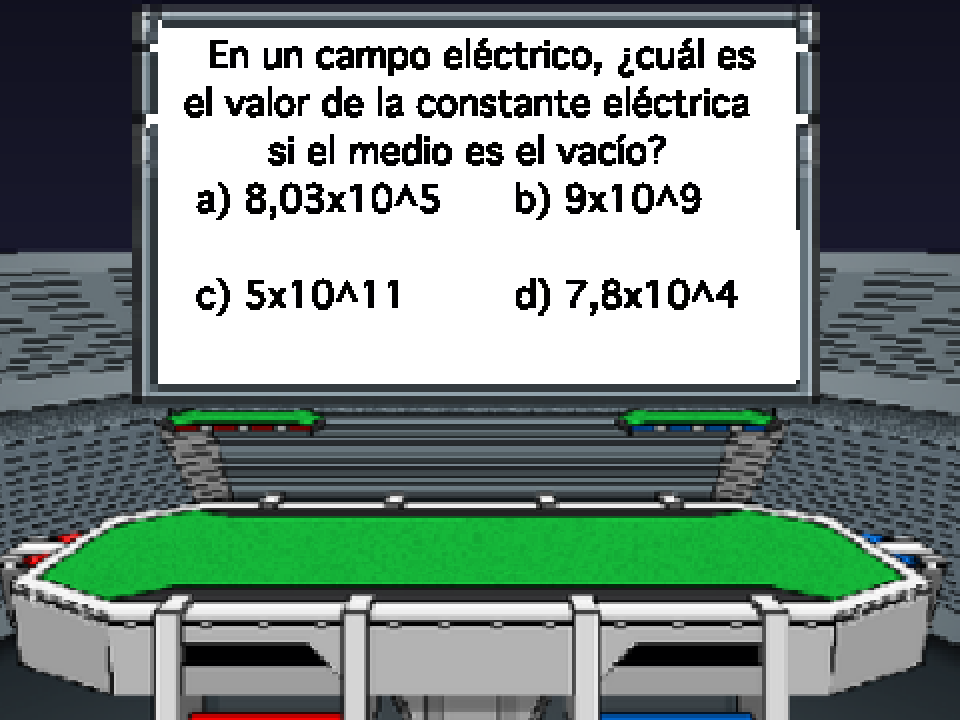 En un campo eléctrico, ¿cuál es
el valor de la constante eléctrica
si el medio es el vacío?
a) 8,03x10^5 b) 9x10^9
c) 5x10^11 d) 7,8x10^4